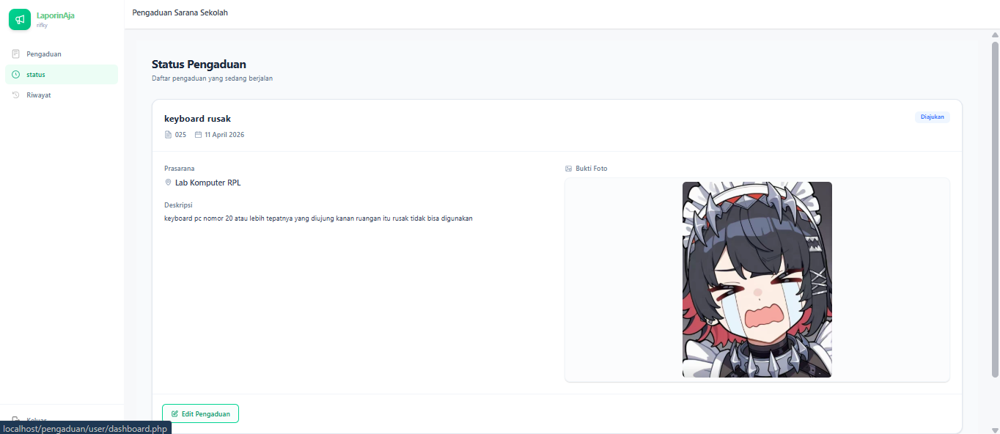 LaporinAja
rifky
Pengaduan Sarana Sekolah
Pengaduan
status
Riwayat
Status Pengaduan
Daftar pengaduan yang sedang berjalan
keyboard rusak
Diajukan
025 11 April 2026
Prasarana
Lab Komputer RPL
Deskripsi
keyboard pc nomor 20 atau lebih tepatnya yang diujung kanan ruangan itu rusak tidak bisa digunakan
Bukti Foto
Edit Pengaduan
Keluar
localhost/pengaduan/user/dashboard.php